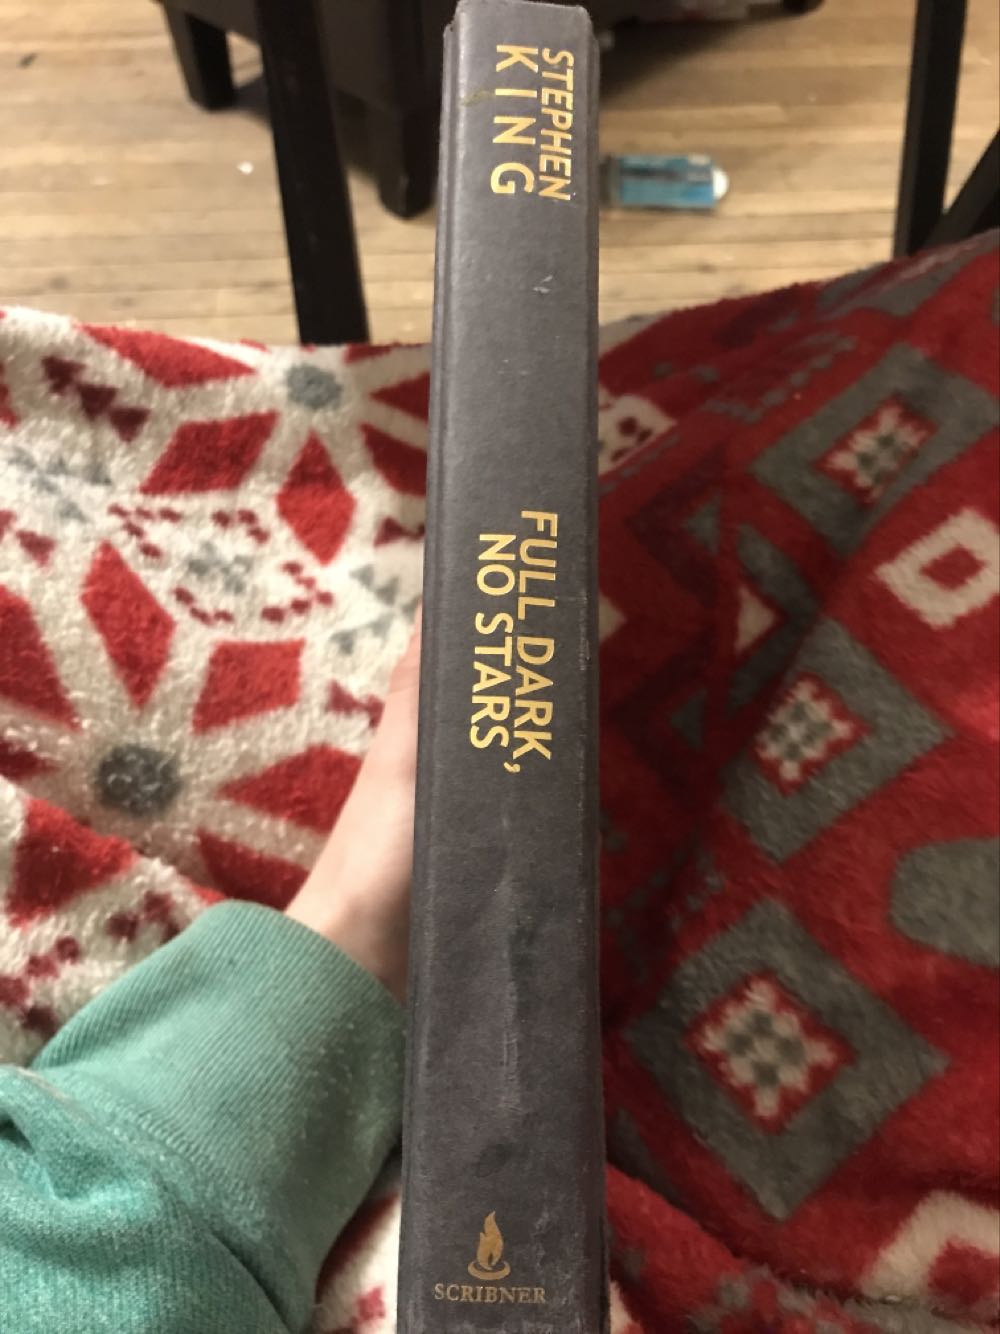 STEPHEN
KING
FULL DARK,
NO STARS
SCRIBNER